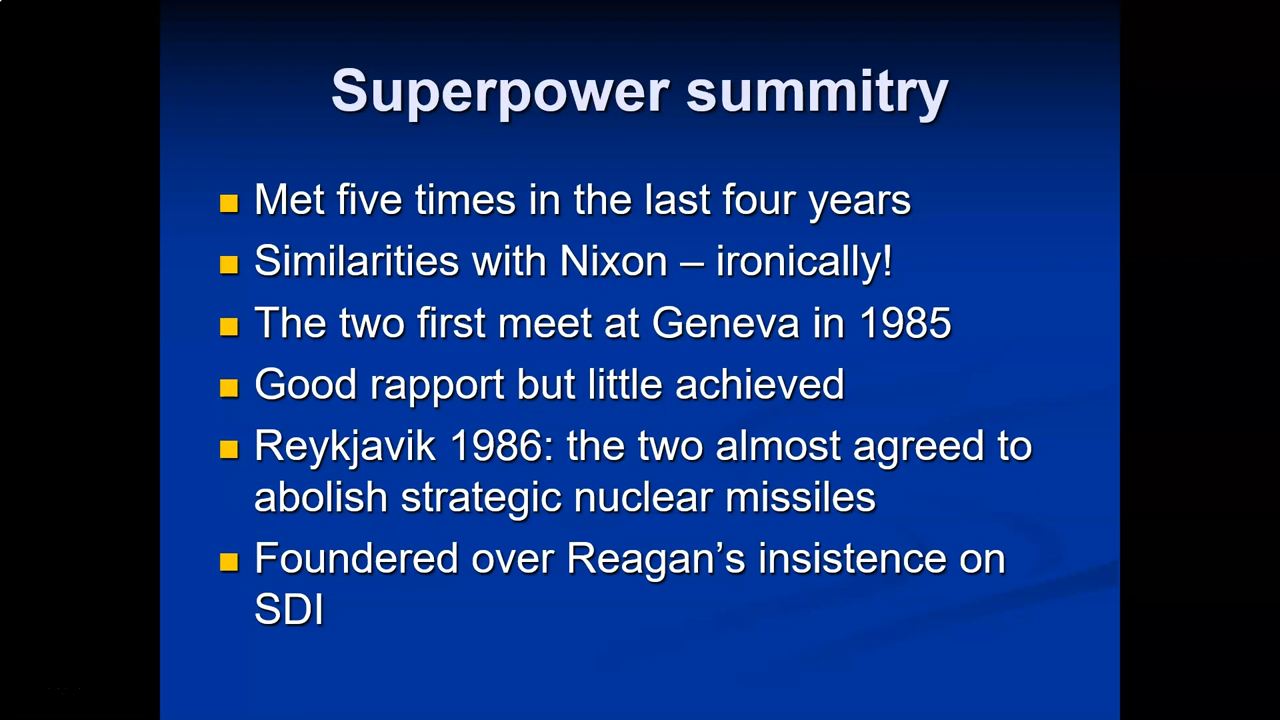 Superpower summitry
Met five times in the last four years
Similarities with Nixon – ironically!
The two first meet at Geneva in 1985
Good rapport but little achieved
Reykjavik 1986: the two almost agreed to
abolish strategic nuclear missiles
Foundered over Reagan’s insistence on
SDI